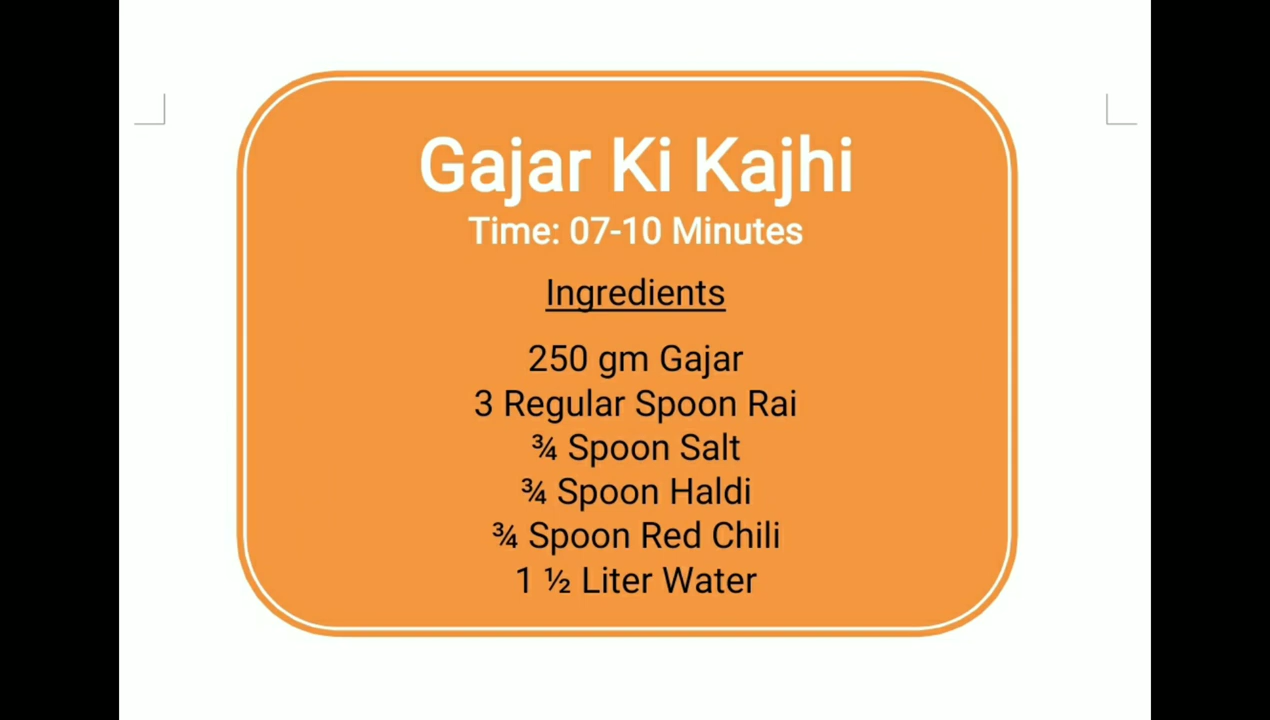 Gajar Ki Kajhi
Time: 07-10 Minutes
Ingredients
250 gm Gajar
3 Regular Spoon Rai
¾ Spoon Salt
¾ Spoon Haldi
¾ Spoon Red Chili
1 ½ Liter Water